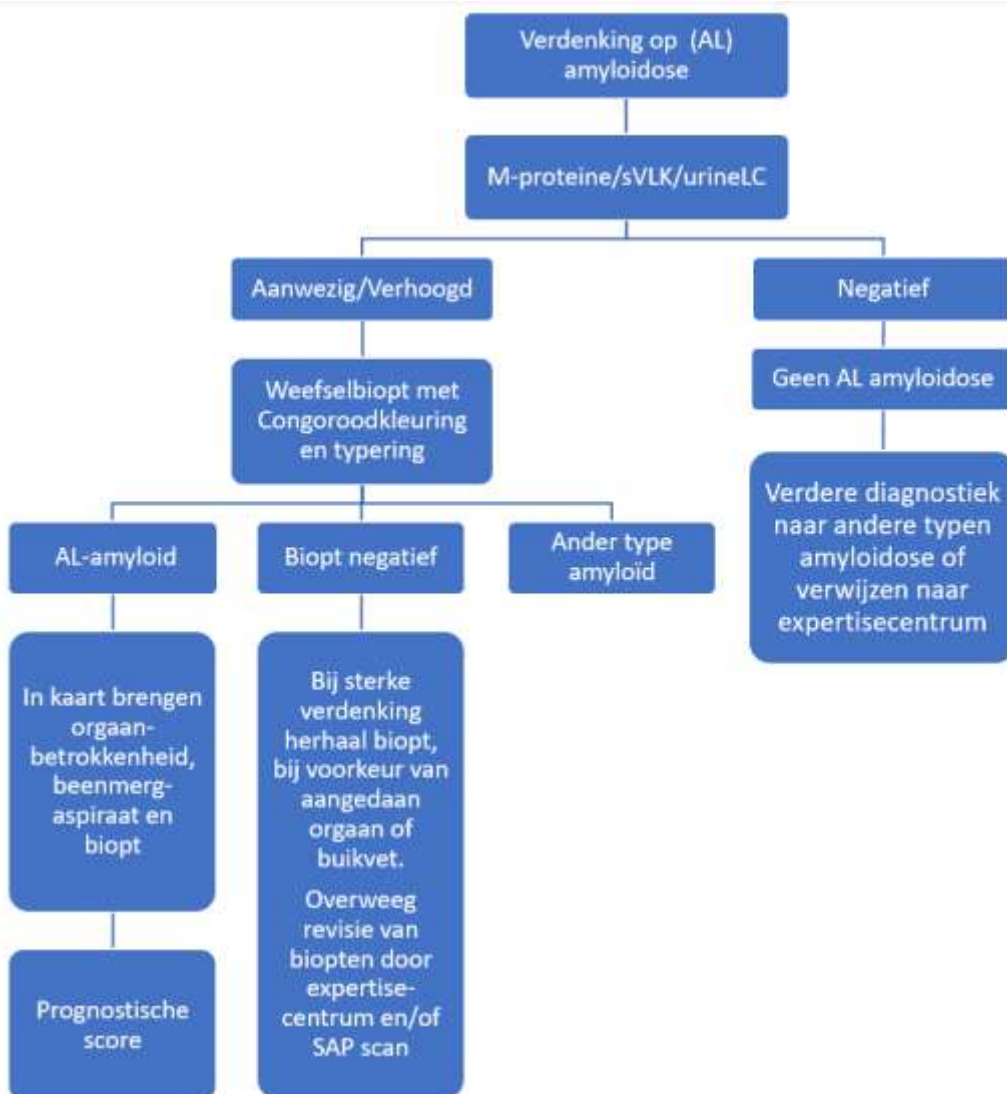 Verdenking op (AL)
amyloidose
M-proteine/sVLK/urineLC
Aanwezig/Verhoogd
Negatief
Weefselbiopt met
Congoroodkleuring
en typering
Geen AL amyloidose
Verdere diagnostiek
naar andere typen
amyloidose of
verwijzen naar
expertisecentrum
AL-amyloid
Biopt negatief
Ander type
amyloïd
In kaart brengen
orgaan-
betrokkenheid,
beenmerg-
aspiraat en
biopt
Bij sterke
verdenking
herhaal biopt,
bij voorkeur van
aangedaan
orgaan of
buikvet.
Overweeg
revisie van
biopten door
expertise-
centrum en/of
SAP scan
Prognostische
score